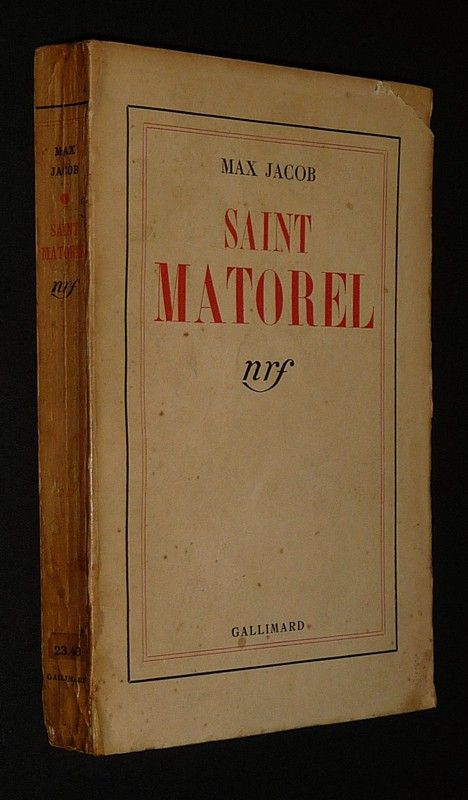 MAX JACOB
SAINT
MATOREL
nrf
GALLIMARD
MAX
JACOB
SAINT
MATOREL
nrf
GALLIMARD